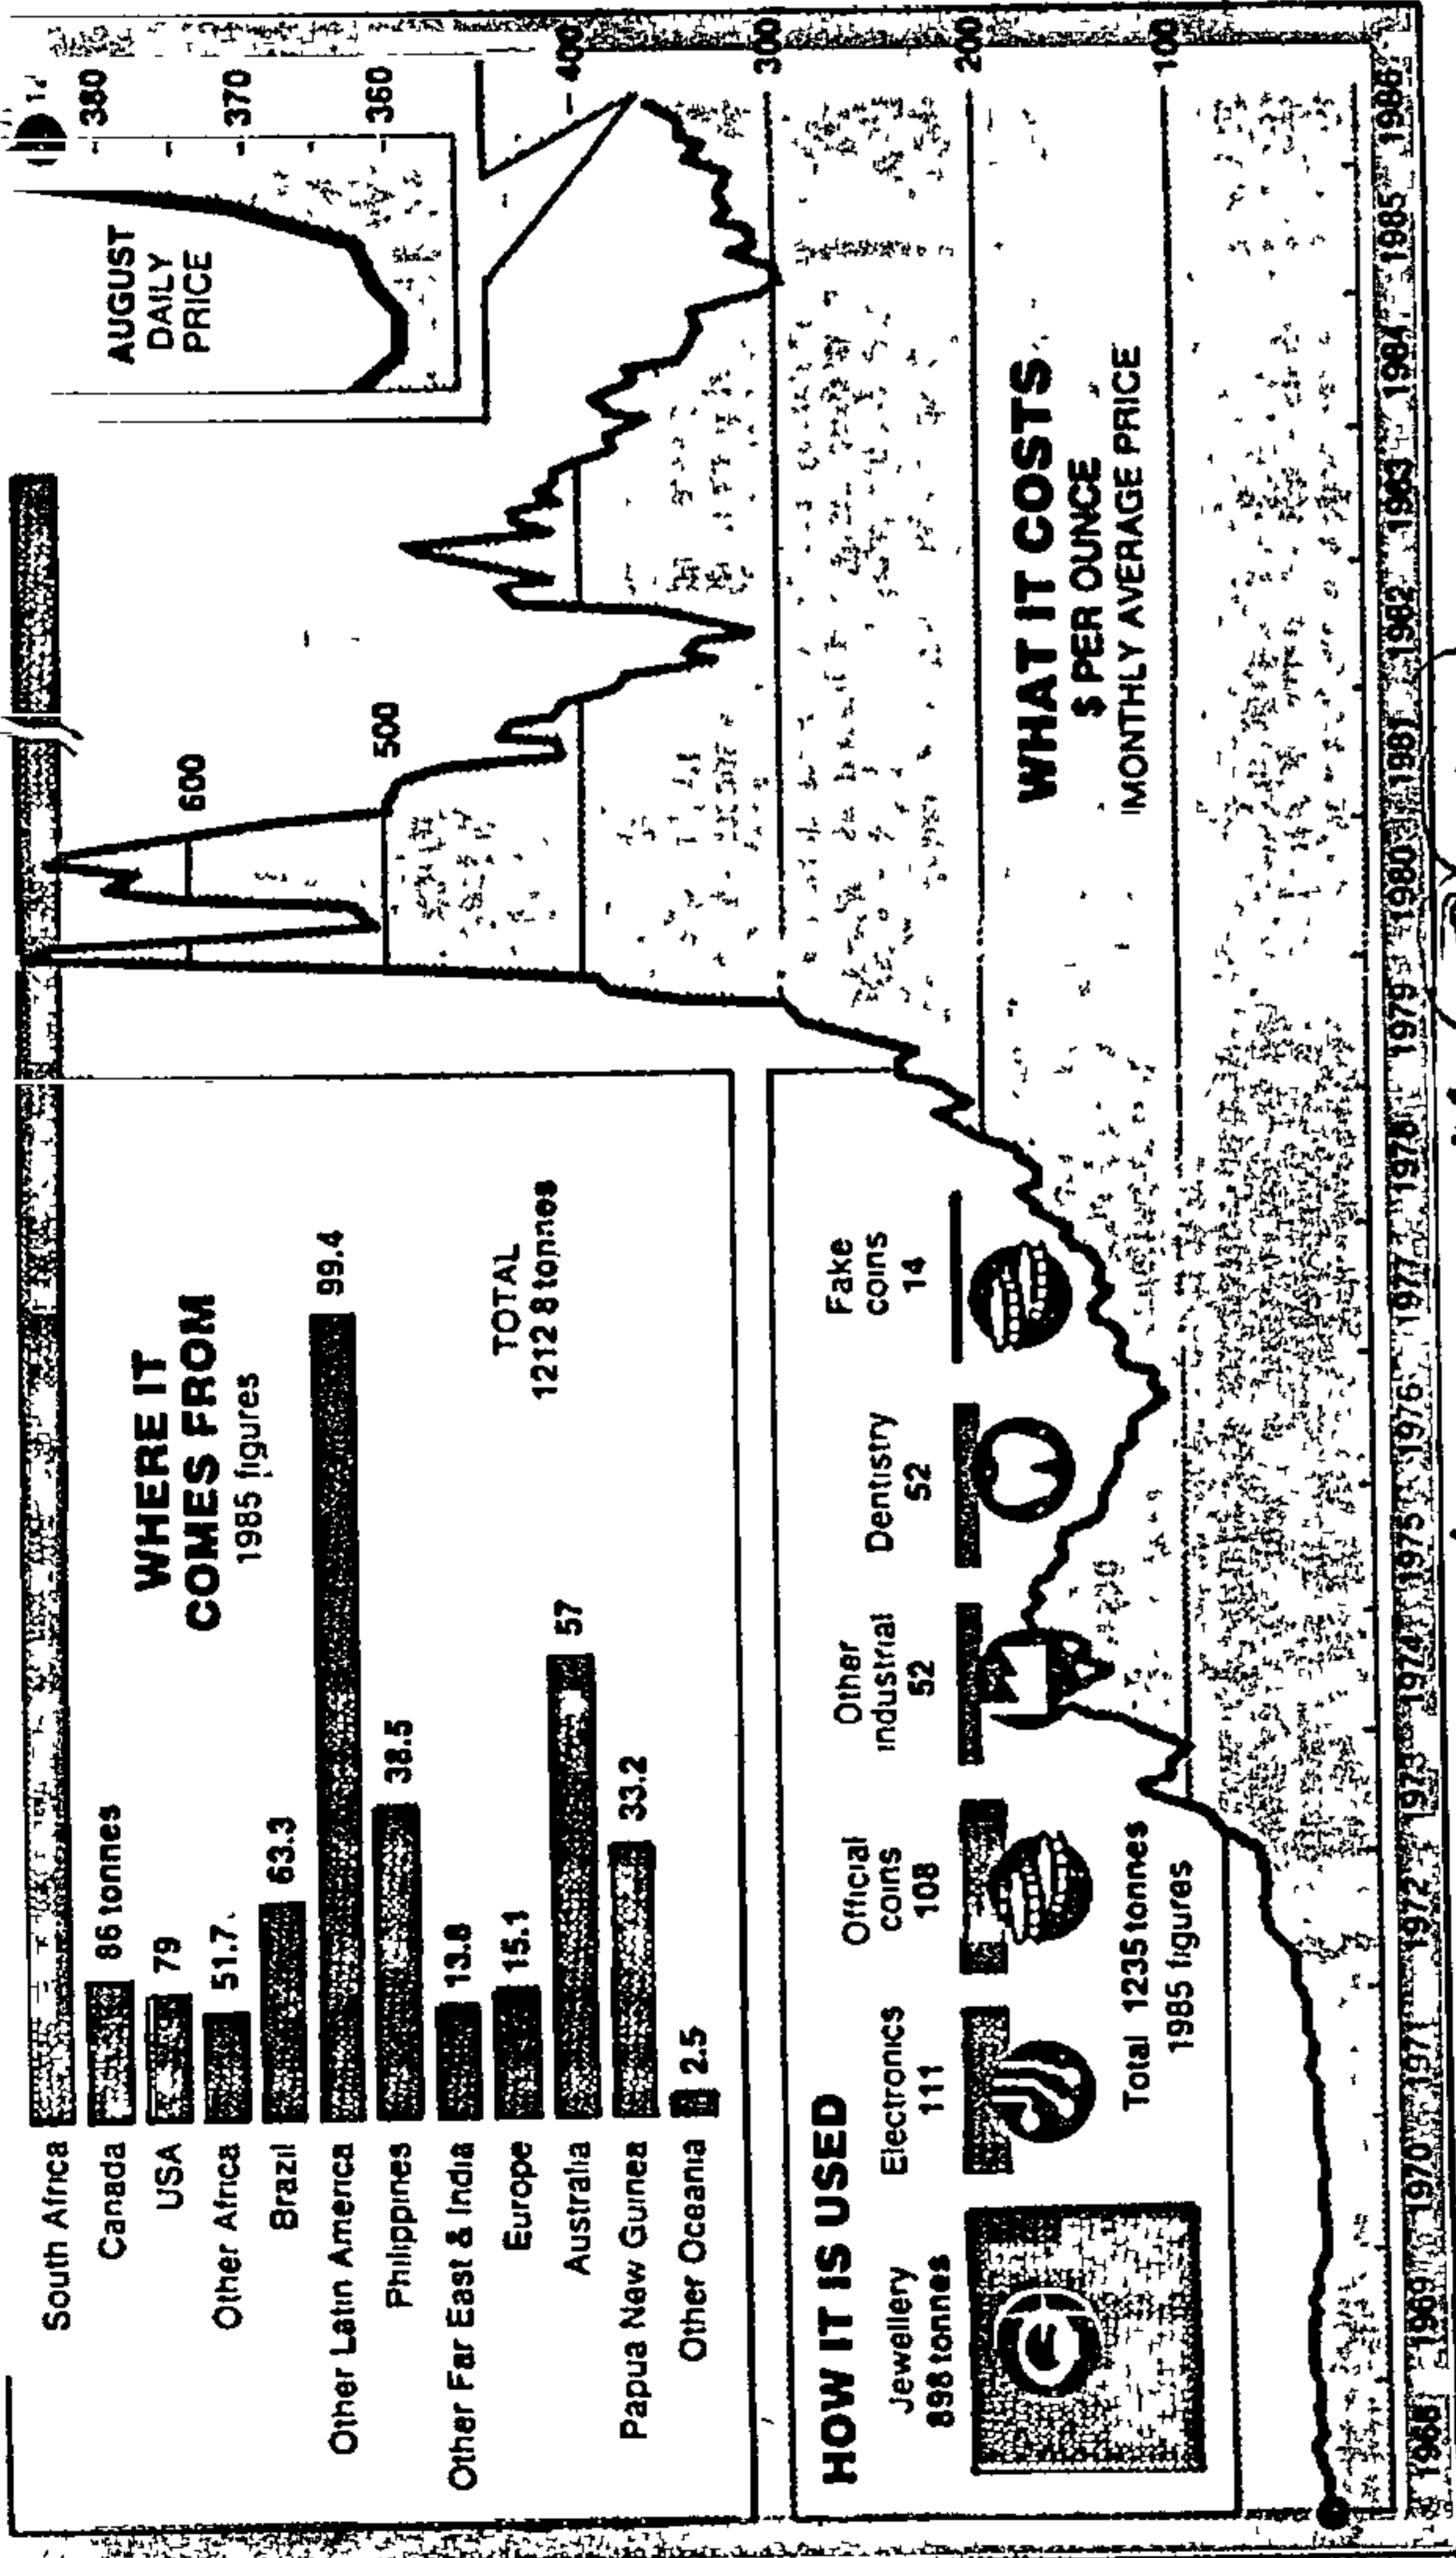 South Africa
Canada 86 tonnes
USA 79
Other Africa 51.7
Brazil 63.3
Other Latin America 99.4
Philippines 38.5
Other Far East & India 13.8
Europe 15.1
Australia 57
Papua New Guinea 33.2
Other Oceania 2.5
WHERE IT
COMES FROM
1985 figures
TOTAL
1212 8 tonnes
600
500
AUGUST
DAILY
PRICE
380
370
360
400
300
200
100
HOW IT IS USED
Jewellery
898 tonnes
Electronics
111
Official
coins
108
Other
industrial
52
Dentistry
52
Fake
coins
14
Total 1235 tonnes
1985 figures
WHAT IT COSTS
$ PER OUNCE
MONTHLY AVERAGE PRICE
1968 1969 1970 1971 1972 1973 1974 1975 1976 1977 1978 1979 1980 1981 1982 1983 1984 1985 1986